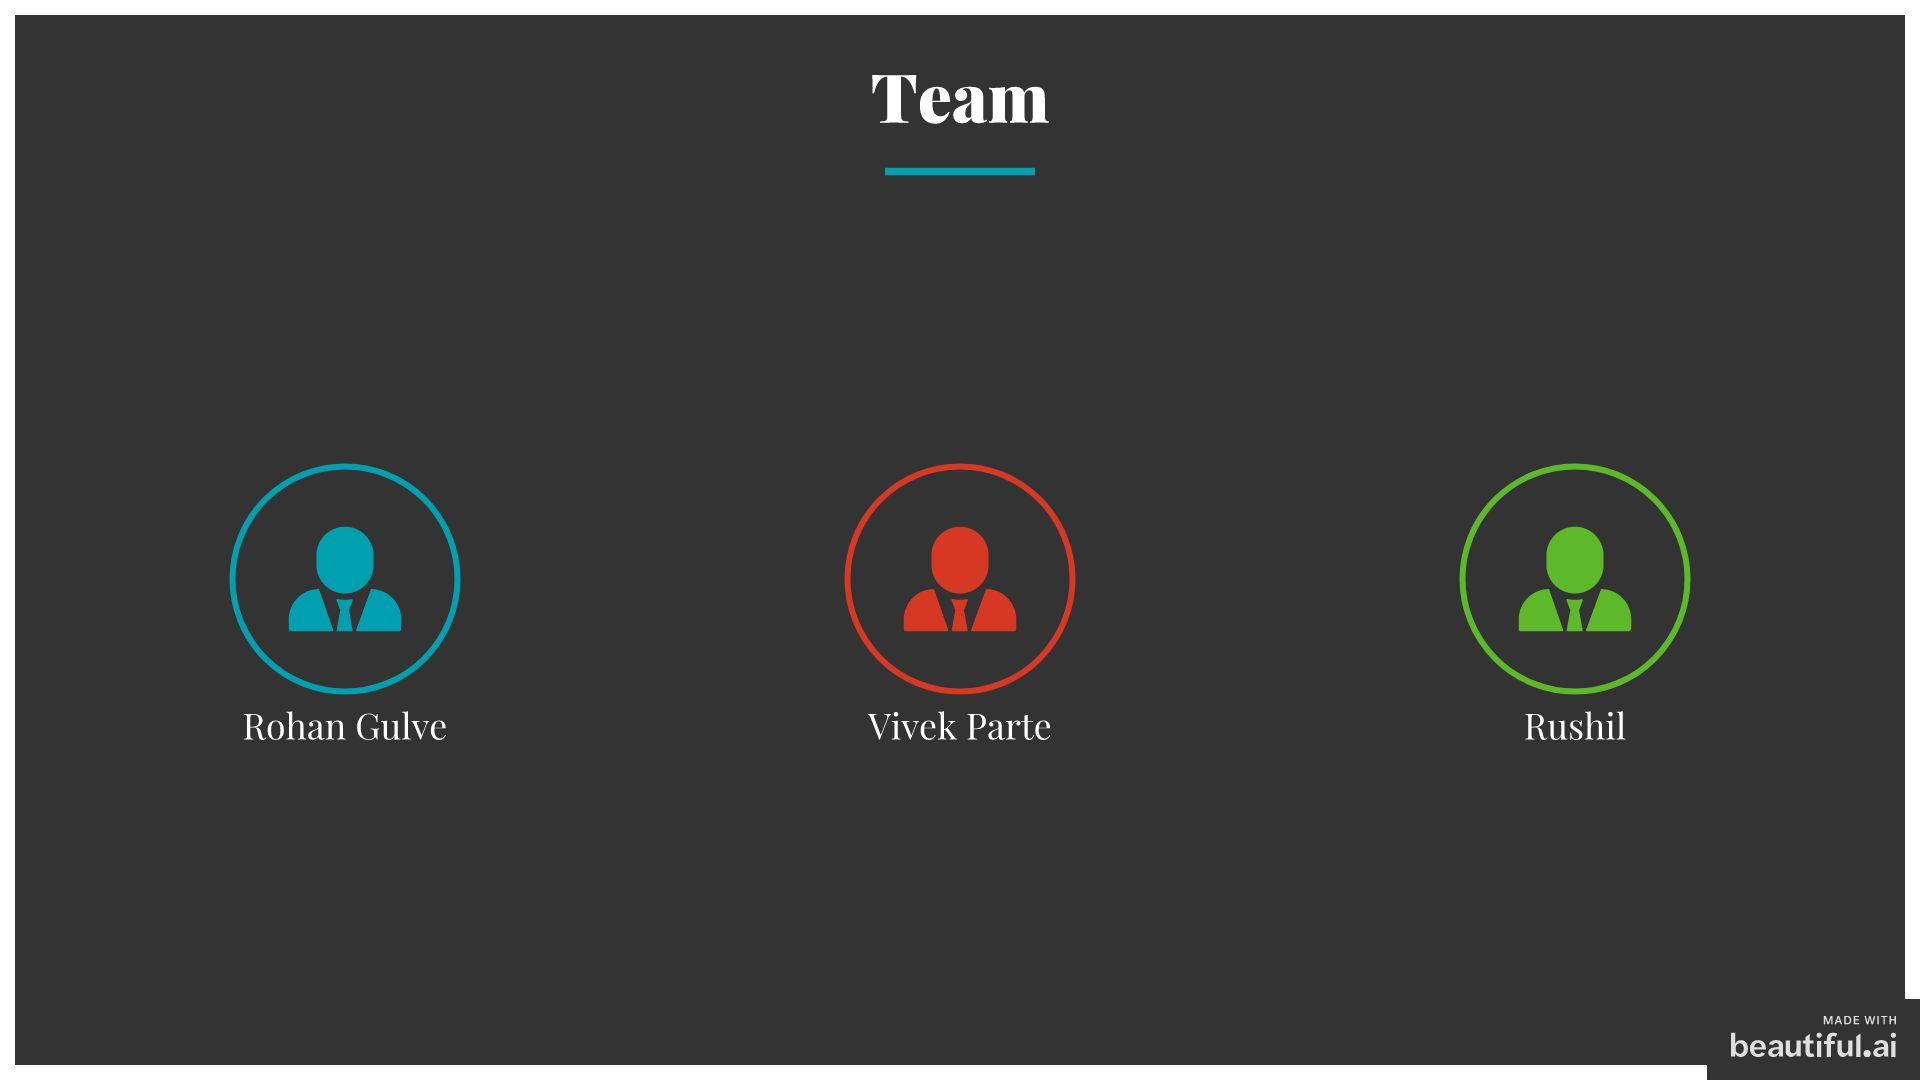 Team
Rohan Gulve
Vivek Parte
Rushil
MADE WITH
beautiful.ai